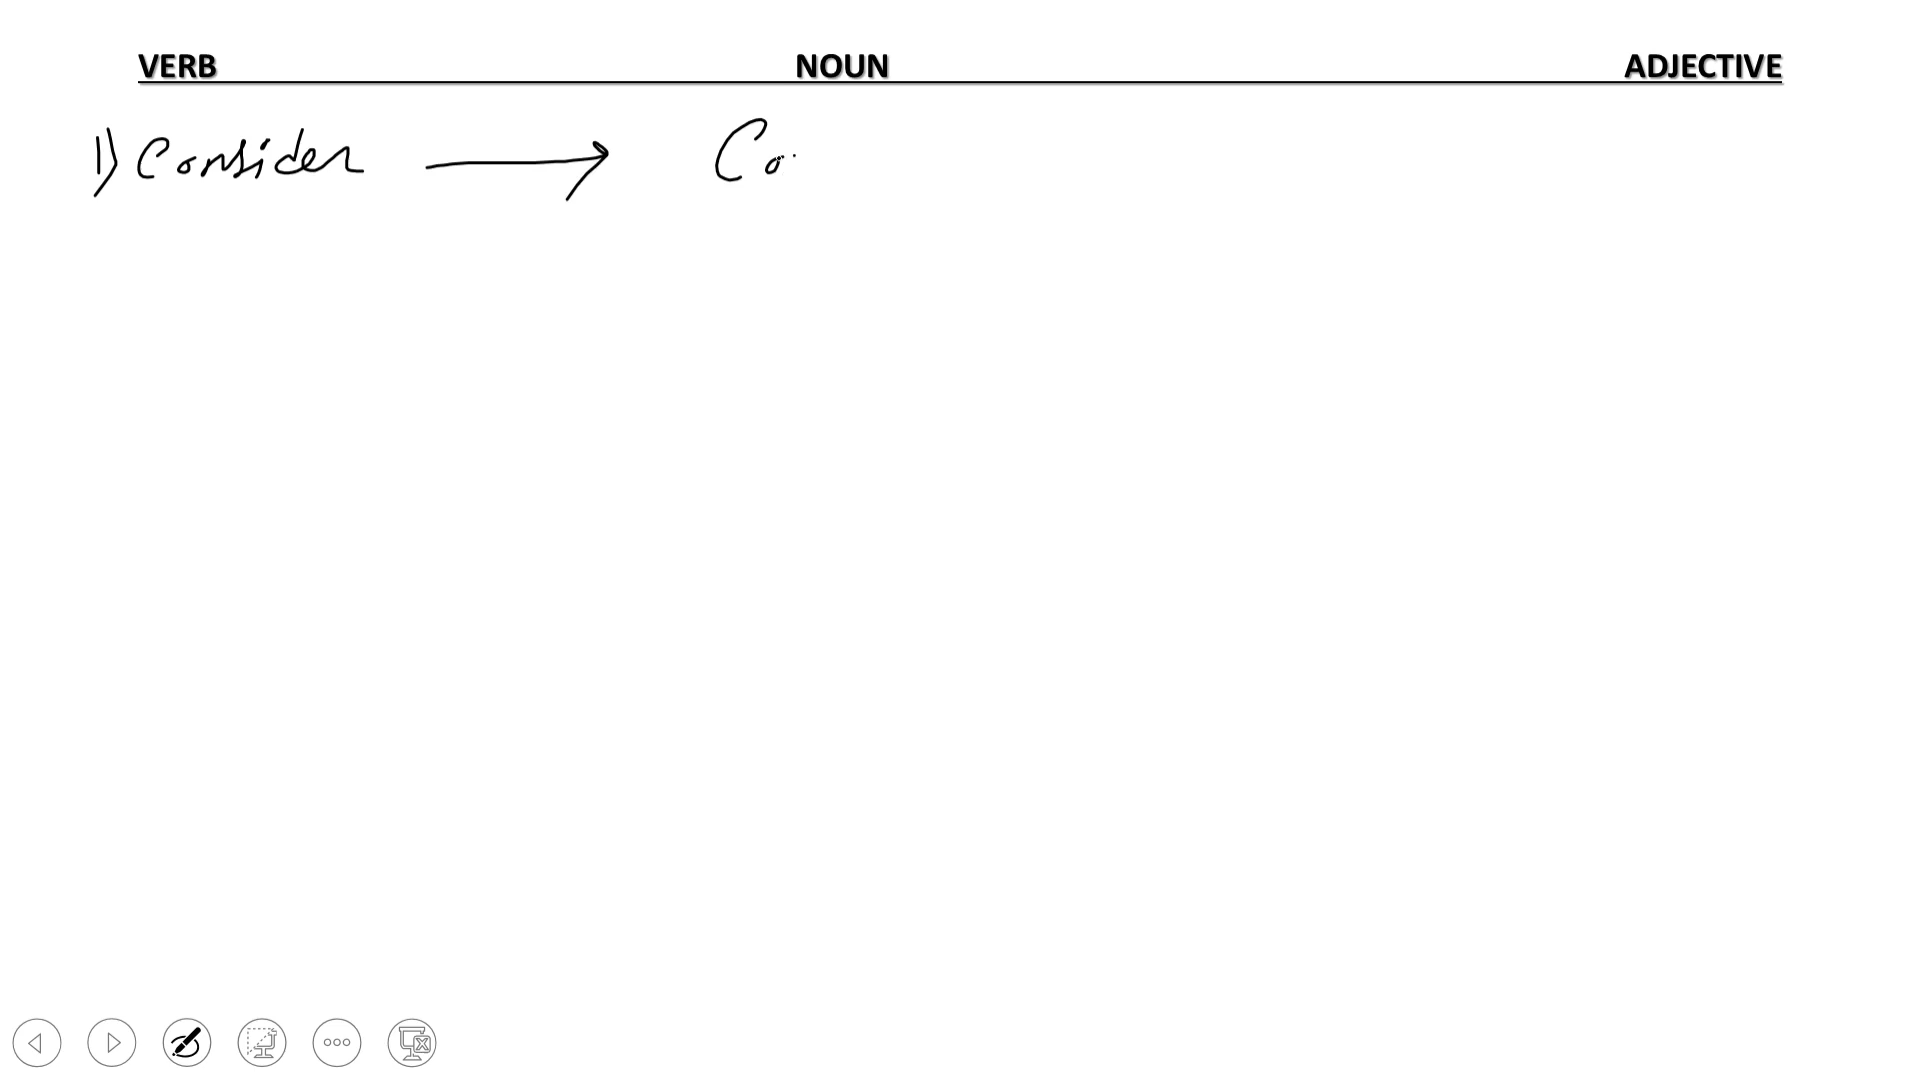 VERB NOUN ADJECTIVE
1) Consider → Co